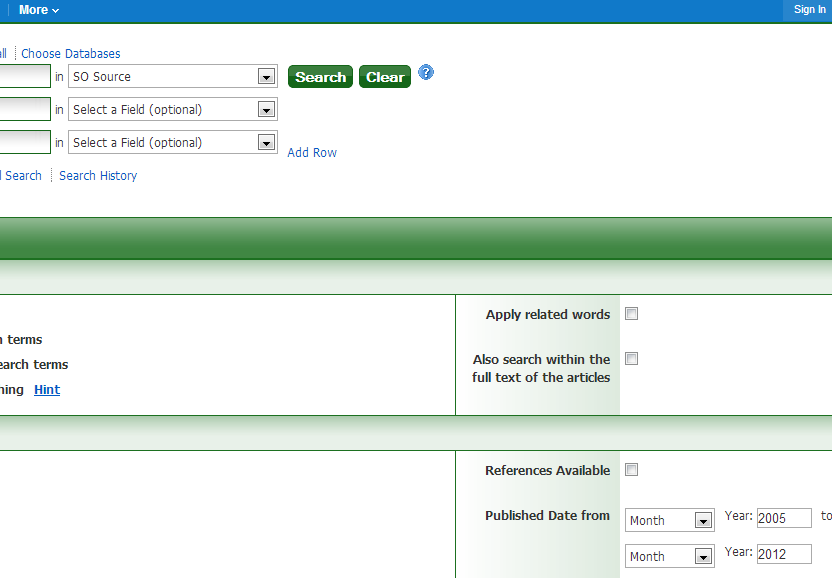 More
Sign In
all
Choose Databases
in
SO Source
Search
Clear
?
in
Select a Field (optional)
in
Select a Field (optional)
Add Row
Search
Search History
Apply related words
terms
Also search within the
earch terms
full text of the articles
hing
Hint
References Available
Published Date from
Month
Year:
2005
to
Month
Year:
2012